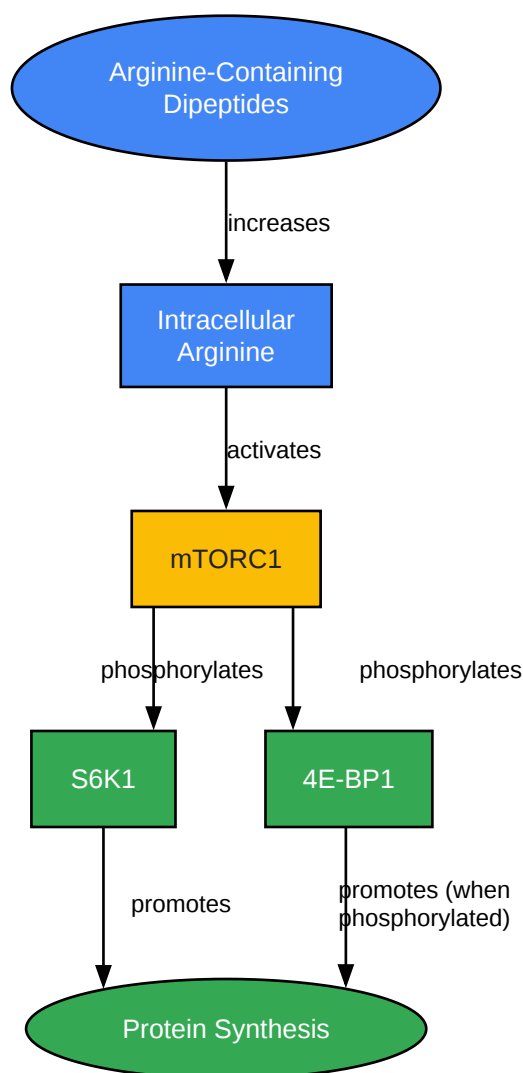 Arginine-Containing
Dipeptides
increases
Intracellular
Arginine
activates
mTORC1
phosphorylates
phosphorylates
S6K1
4E-BP1
promotes
promotes (when
phosphorylated)
Protein Synthesis